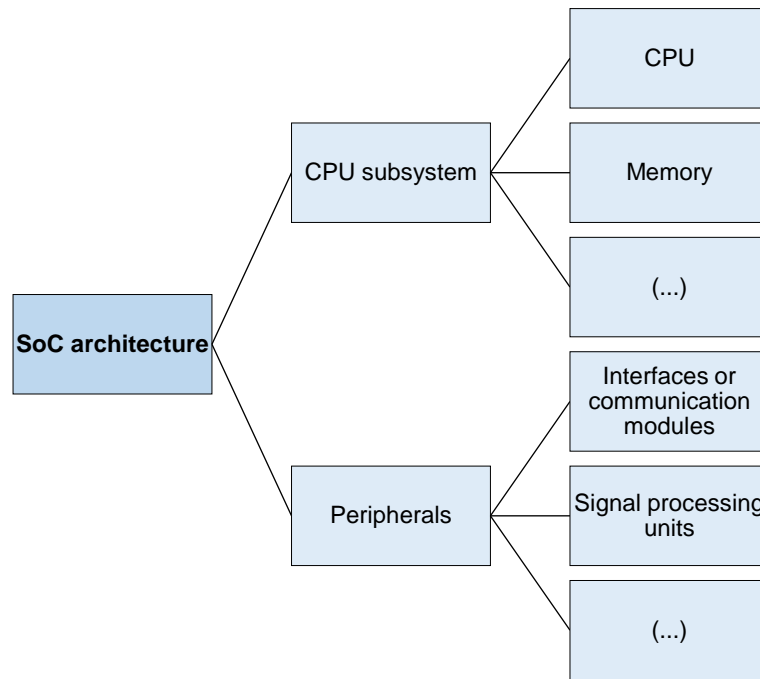 CPU
CPU subsystem
Memory
(...)
SoC architecture
Interfaces or
communication
modules
Peripherals
Signal processing
units
(...)